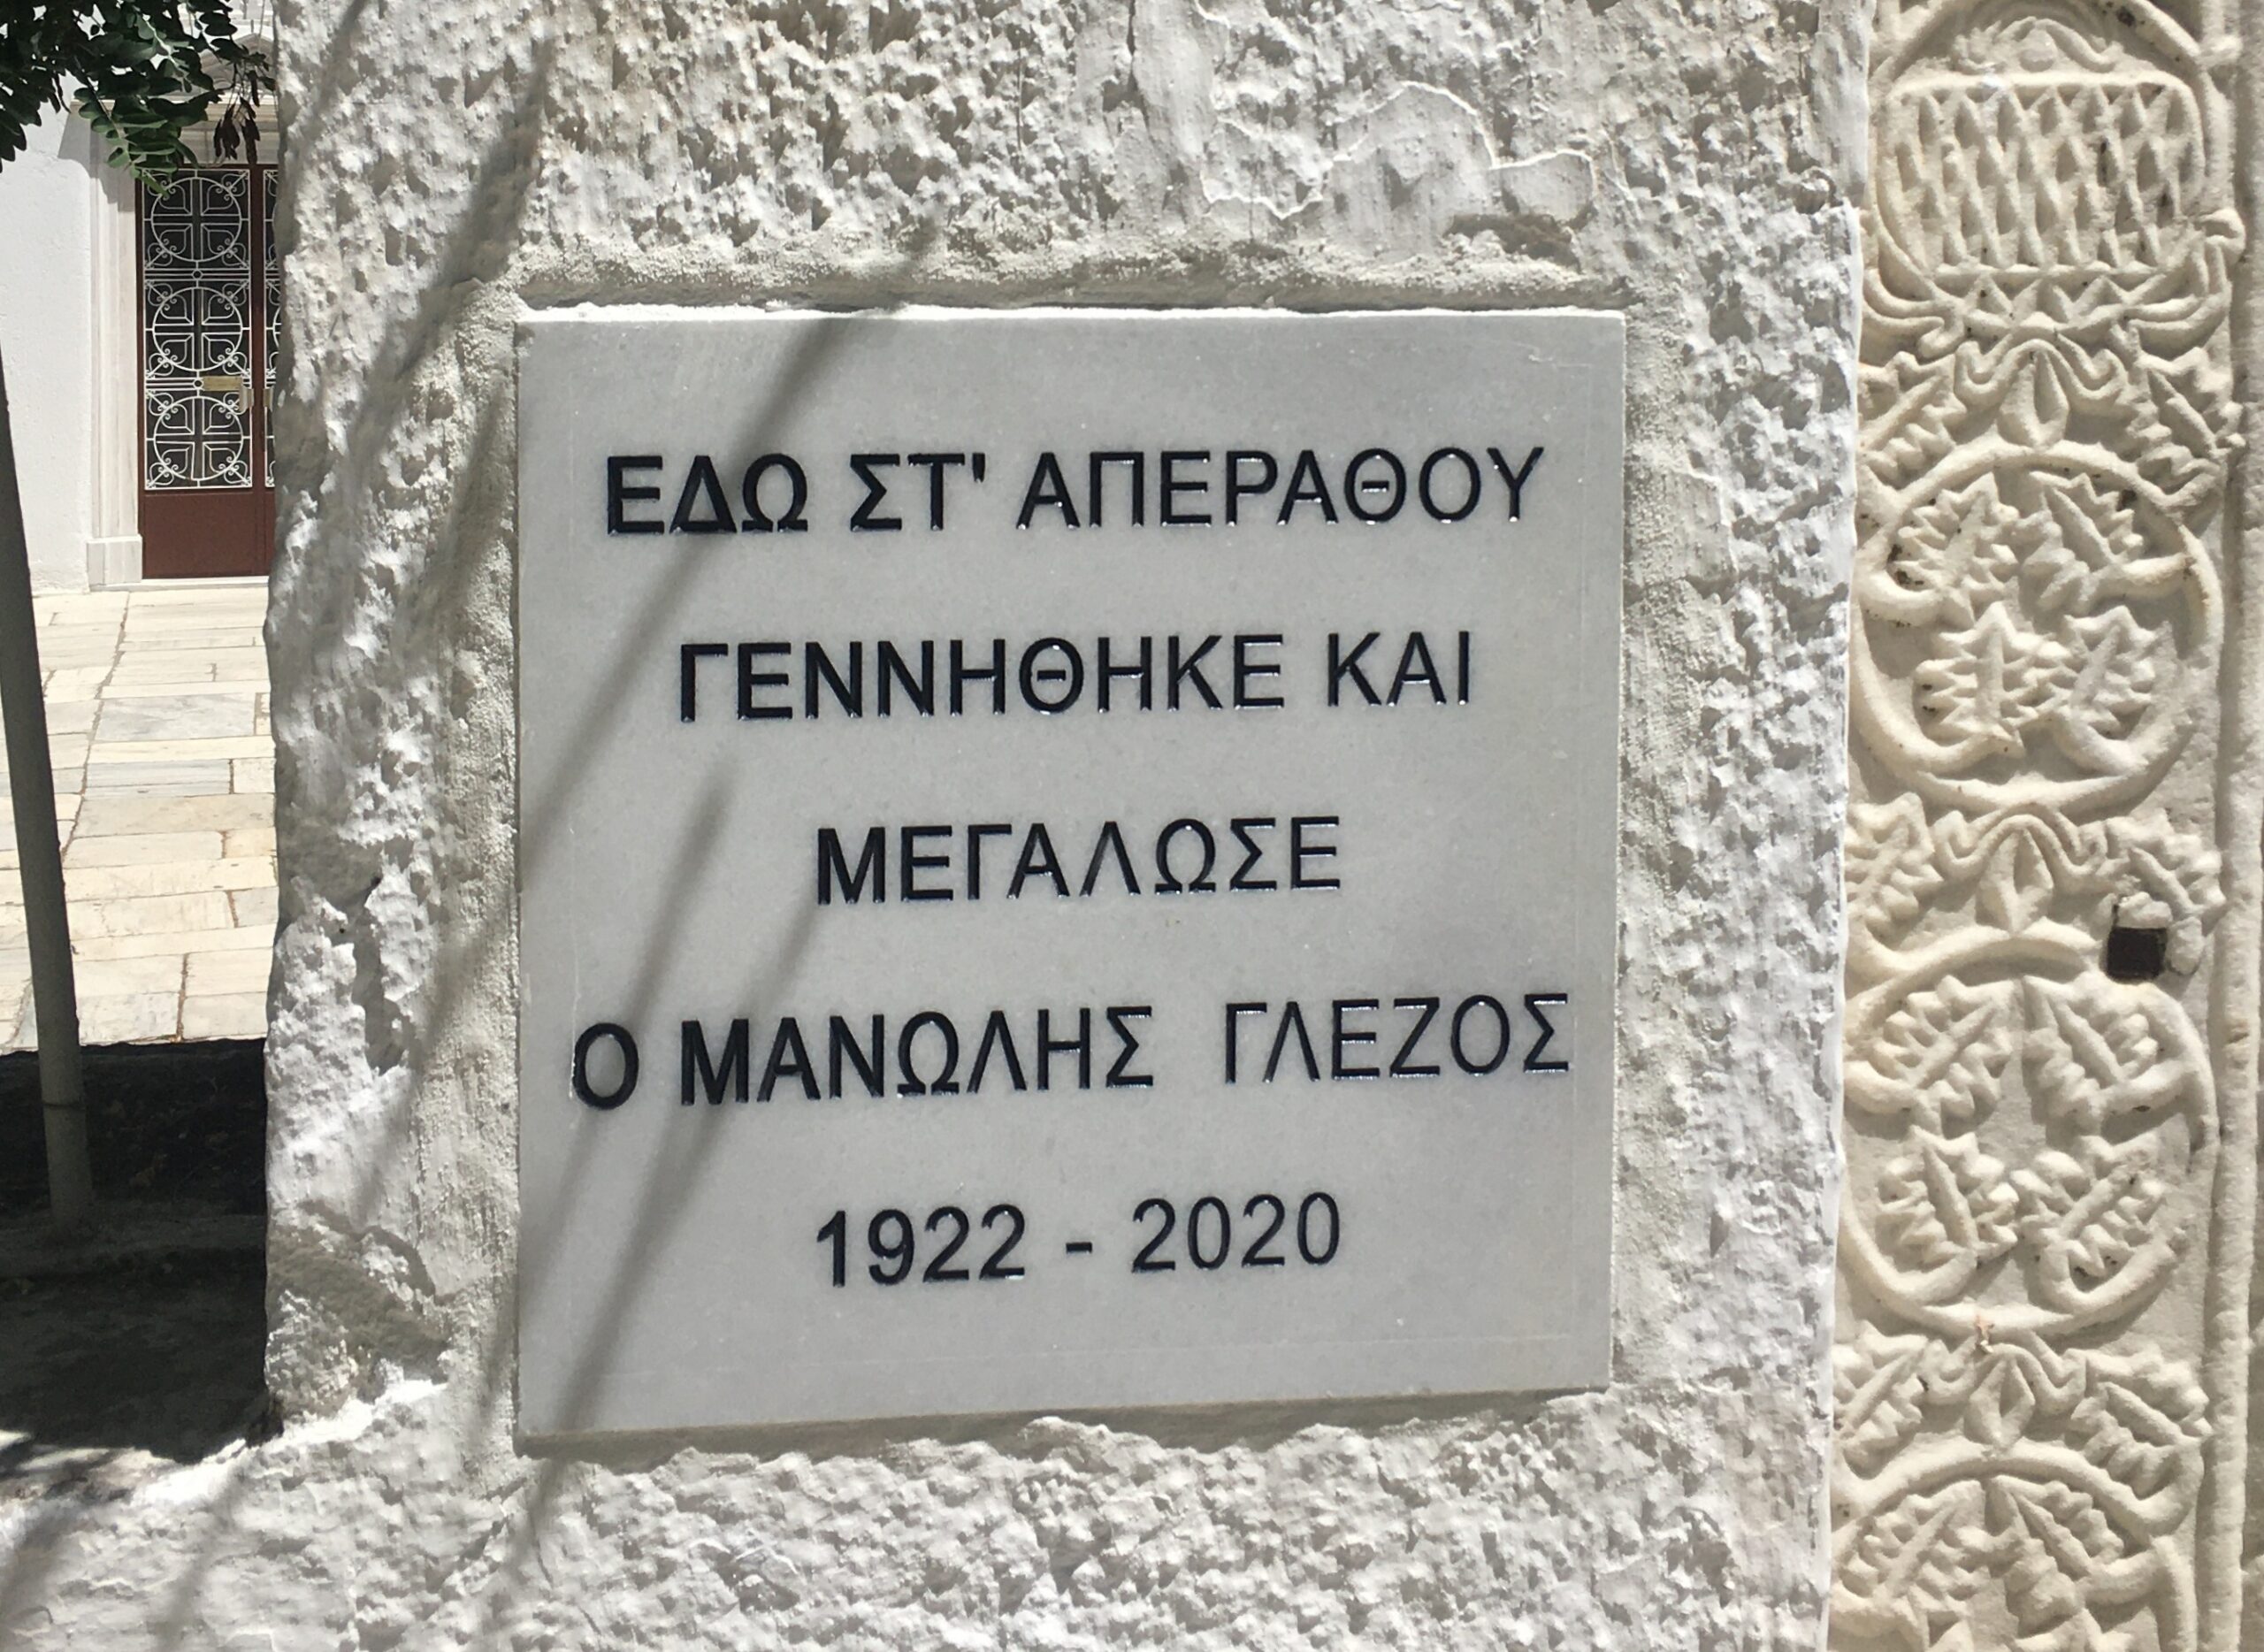 ΕΔΩ ΣΤ' ΑΠΕΡΑΘΟΥ
ΓΕΝΝΗΘΗΚΕ ΚΑΙ
ΜΕΓΑΛΩΣΕ
Ο ΜΑΝΩΛΗΣ ΓΛΕΖΟΣ
1922 - 2020